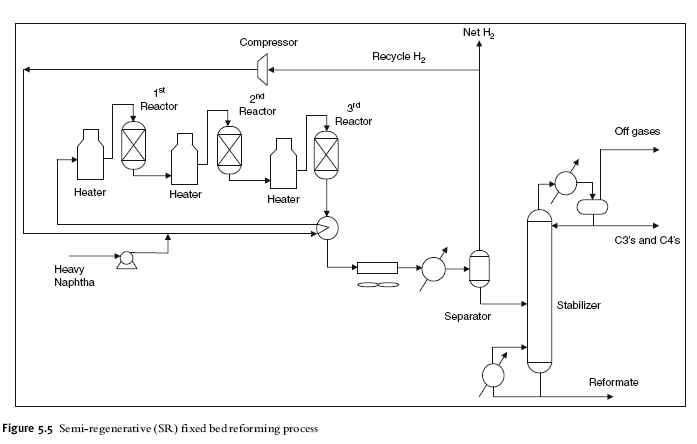 Net H2
Compressor
Recycle H2
1st
Reactor
2nd
Reactor
3rd
Reactor
Off gases
Heater
Heater
Heater
C3's and C4's
Heavy
Naphtha
Separator
Stabilizer
Reformate
Figure 5.5 Semi-regenerative (SR) fixed bed reforming process